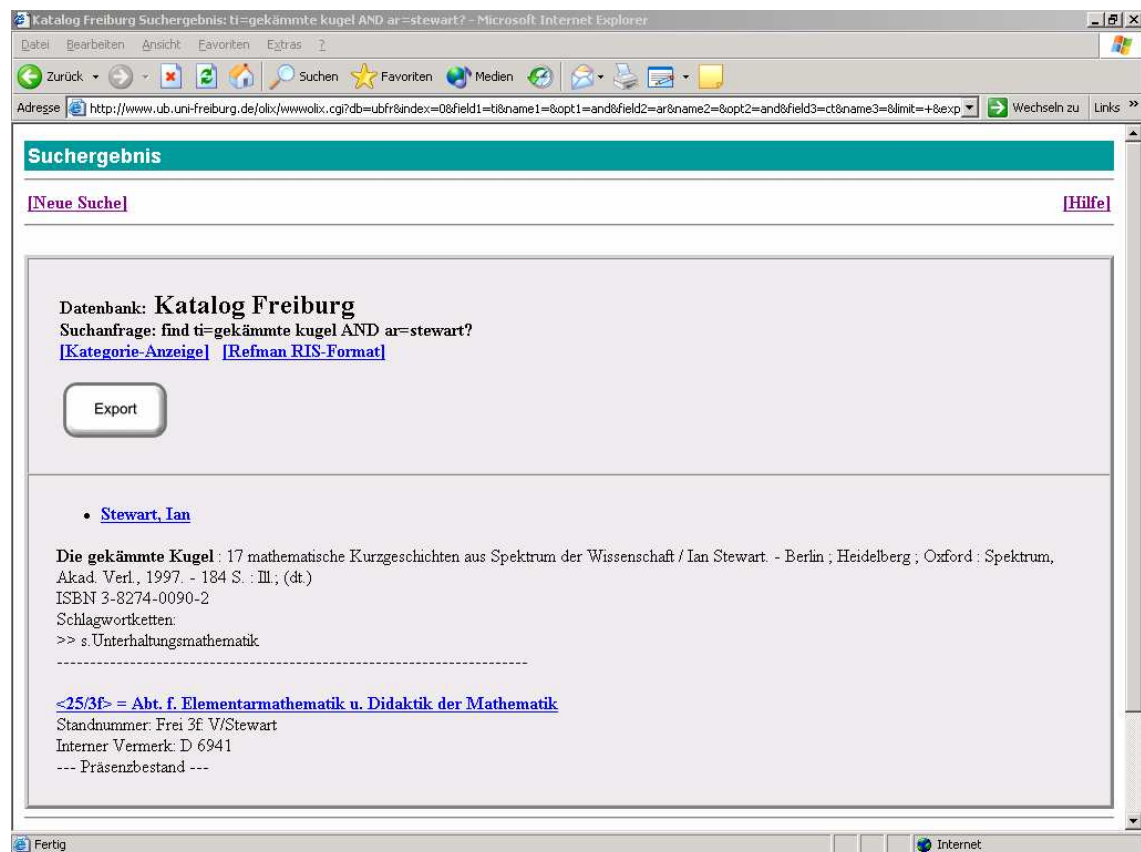 Katalog Freiburg Suchergebnis: ti=gekämmte kugel AND ar=stewart? - Microsoft Internet Explorer
Datei Bearbeiten Ansicht Favoriten Extras ?
Zurück Suchen Favoriten Medien
Adresse http://www.ub.uni-freiburg.de/olix/wwwolix.cgi?db=ubfr&index=0&field1=ti&name1=&opt1=and&field2=ar&name2=&opt2=and&field3=ct&name3=&limit=+&exp Wechseln zu Links »
Suchergebnis
[Neue Suche] [Hilfe]
Datenbank: Katalog Freiburg
Suchanfrage: find ti=gekämmte kugel AND ar=stewart?
[Kategorie-Anzeige] [Refman RIS-Format]
Export
• Stewart, Ian
Die gekämmte Kugel : 17 mathematische Kurzgeschichten aus Spektrum der Wissenschaft / Ian Stewart. - Berlin ; Heidelberg ; Oxford : Spektrum,
Akad. Verl., 1997. - 184 S. : Ill.; (dt.)
ISBN 3-8274-0090-2
Schlagwortketten:
>> s.Unterhaltungsmathematik
-----------------------------------------------------------------------
<25/3f> = Abt. f. Elementarmathematik u. Didaktik der Mathematik
Standnummer: Frei 3f: V/Stewart
Interner Vermerk: D 6941
--- Präsenzbestand ---
Fertig Internet